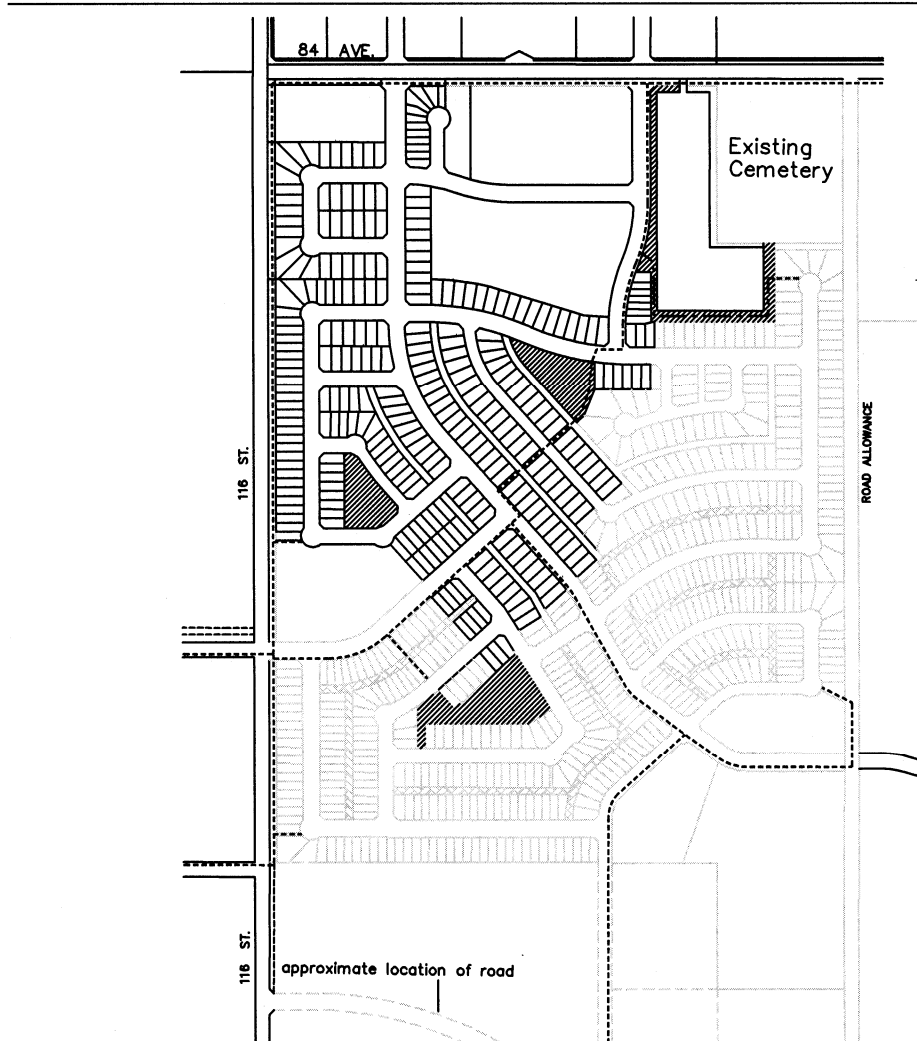 84 AVE.
Existing
Cemetery
116 ST.
ROAD ALLOWANCE
116 ST.
approximate location of road